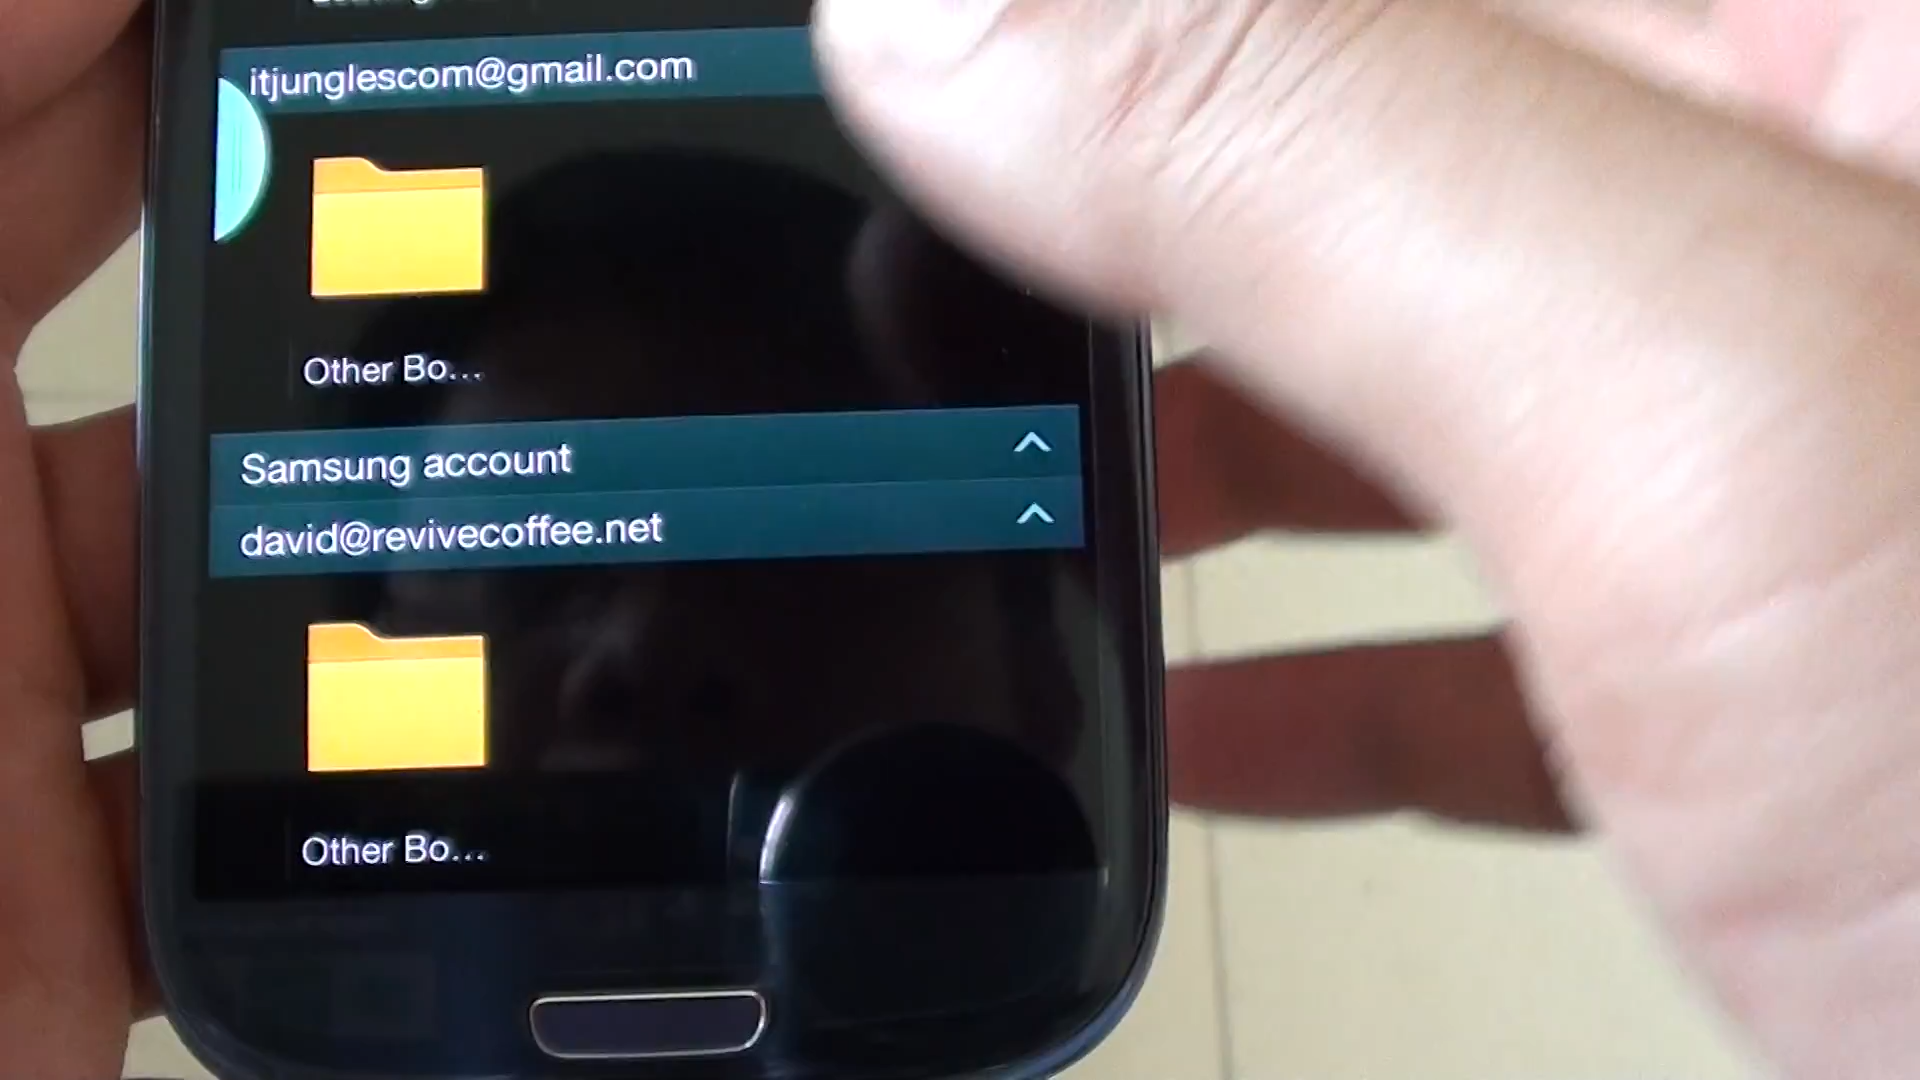 itjunglescom@gmail.com
Other Bo...
Samsung account
david@revivecoffee.net
Other Bo...